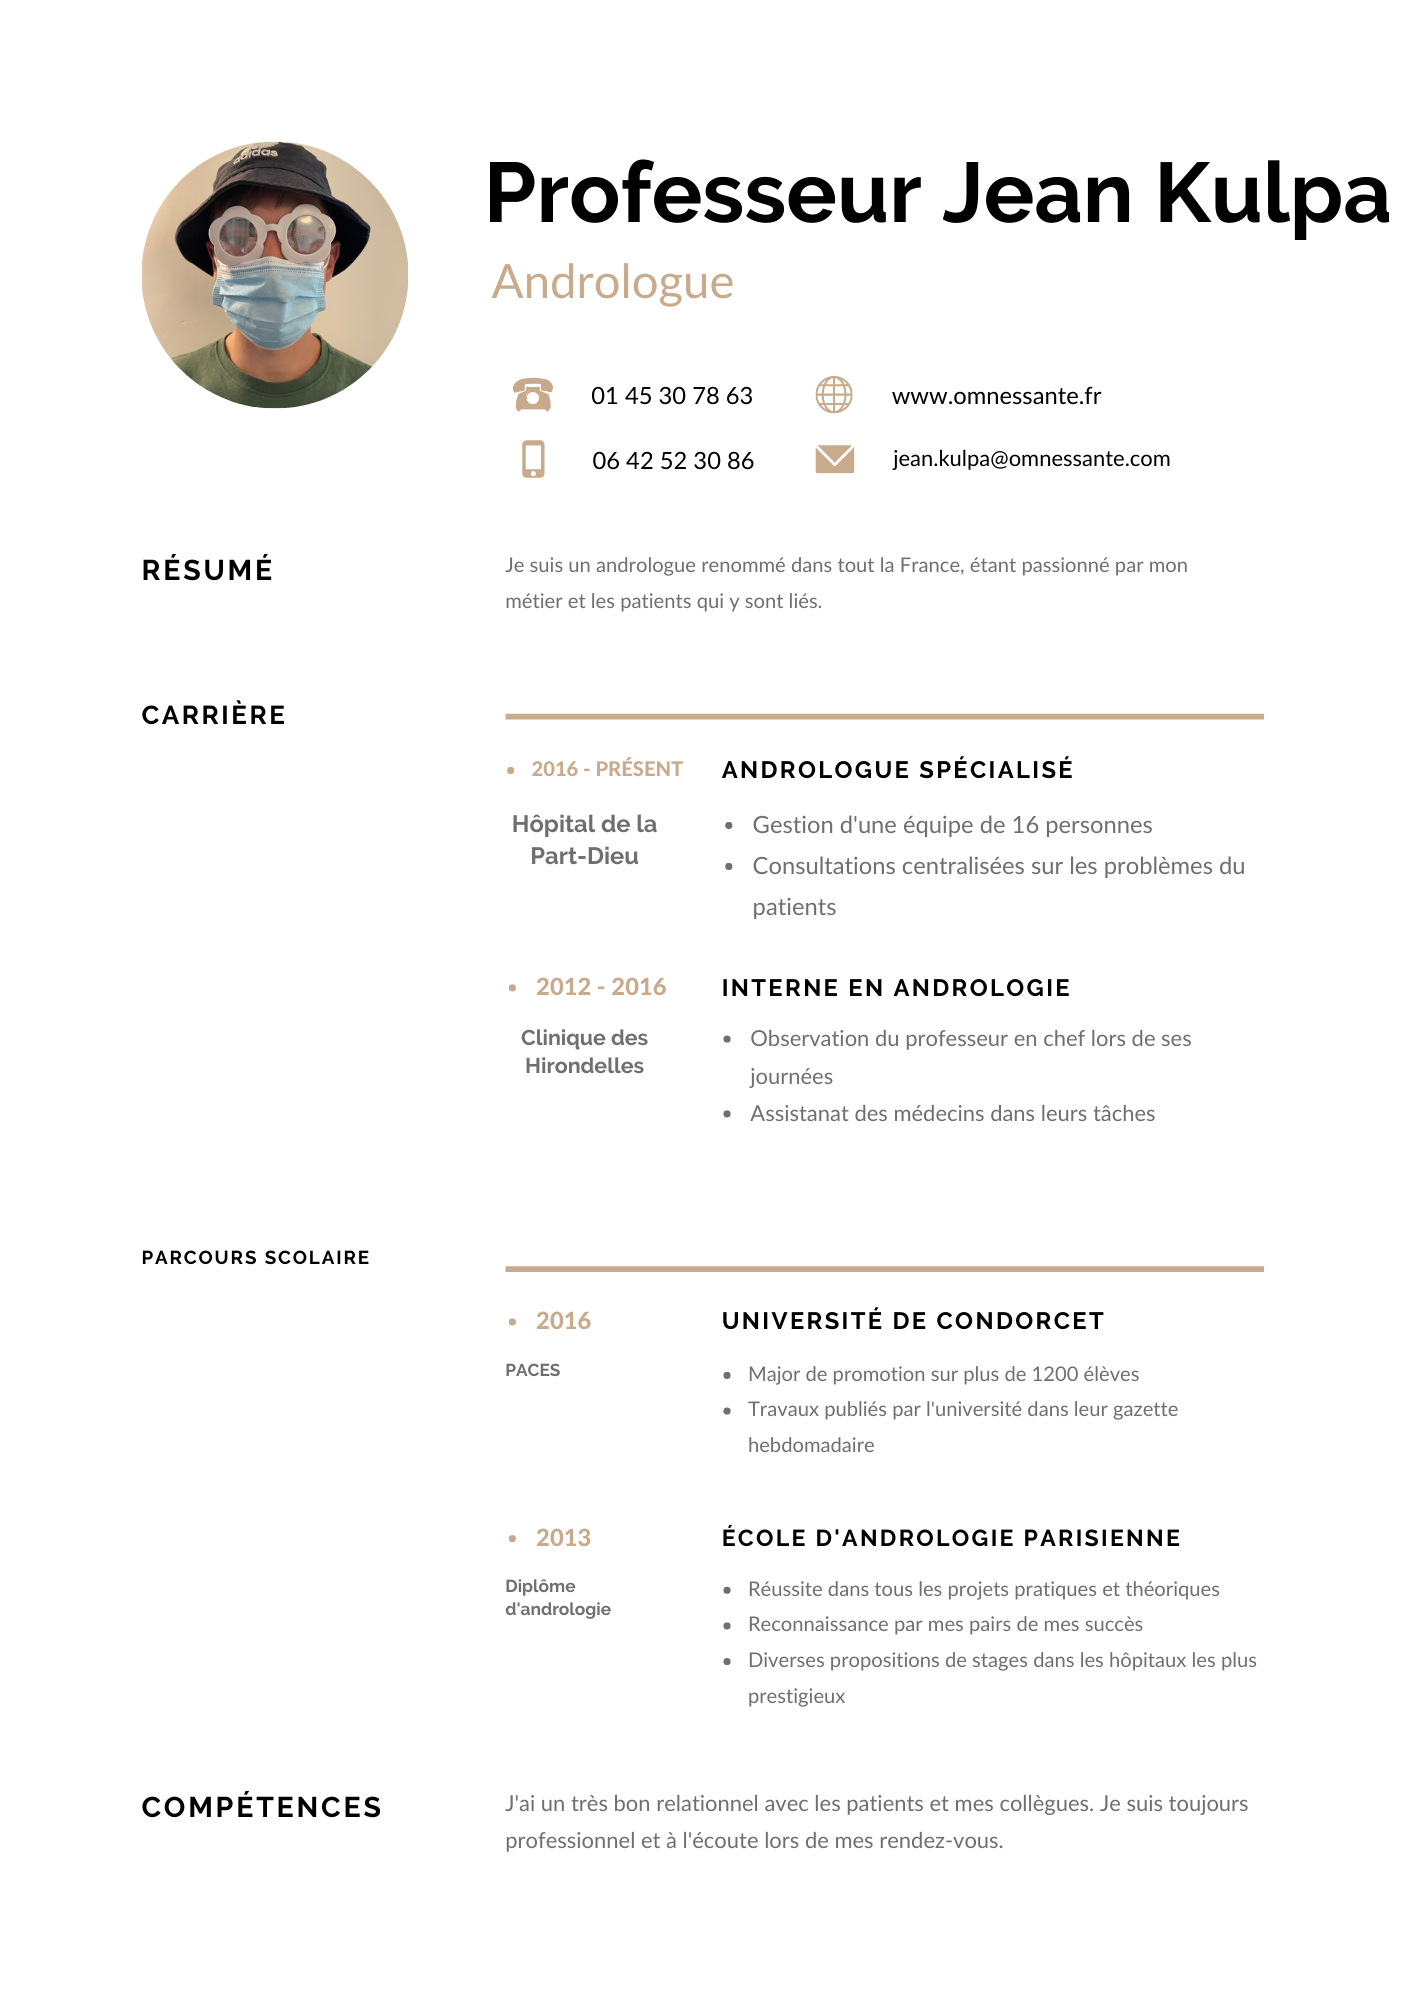 adidas
Professeur Jean Kulpa
Andrologue
01 45 30 78 63
www.omnessante.fr
06 42 52 30 86
jean.kulpa@omnessante.com
RÉSUMÉ
Je suis un andrologue renommé dans tout la France, étant passionné par mon
métier et les patients qui y sont liés.
CARRIÈRE
• 2016 - PRÉSENT
Hôpital de la
Part-Dieu
ANDROLOGUE SPÉCIALISÉ
• Gestion d'une équipe de 16 personnes
• Consultations centralisées sur les problèmes du
patients
• 2012 - 2016
Clinique des
Hirondelles
INTERNE EN ANDROLOGIE
• Observation du professeur en chef lors de ses
journées
• Assistanat des médecins dans leurs tâches
PARCOURS SCOLAIRE
• 2016
PACES
UNIVERSITÉ DE CONDORCET
• Major de promotion sur plus de 1200 élèves
• Travaux publiés par l'université dans leur gazette
hebdomadaire
• 2013
Diplôme
d'andrologie
ÉCOLE D'ANDROLOGIE PARISIENNE
• Réussite dans tous les projets pratiques et théoriques
• Reconnaissance par mes pairs de mes succès
• Diverses propositions de stages dans les hôpitaux les plus
prestigieux
COMPÉTENCES
J'ai un très bon relationnel avec les patients et mes collègues. Je suis toujours
professionnel et à l'écoute lors de mes rendez-vous.